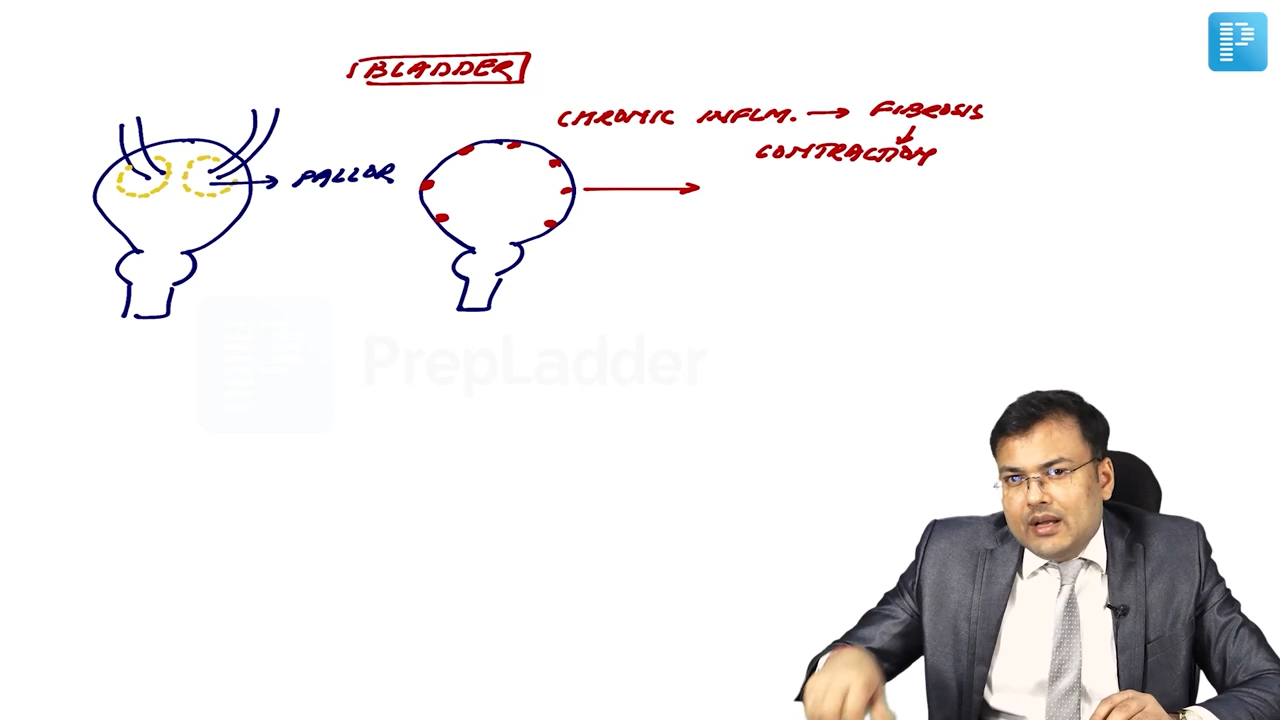 BLADDER
CHRONIC INFLM. → FIBROSIS
↓
CONTRACTION
PALLOR
PrepLadder